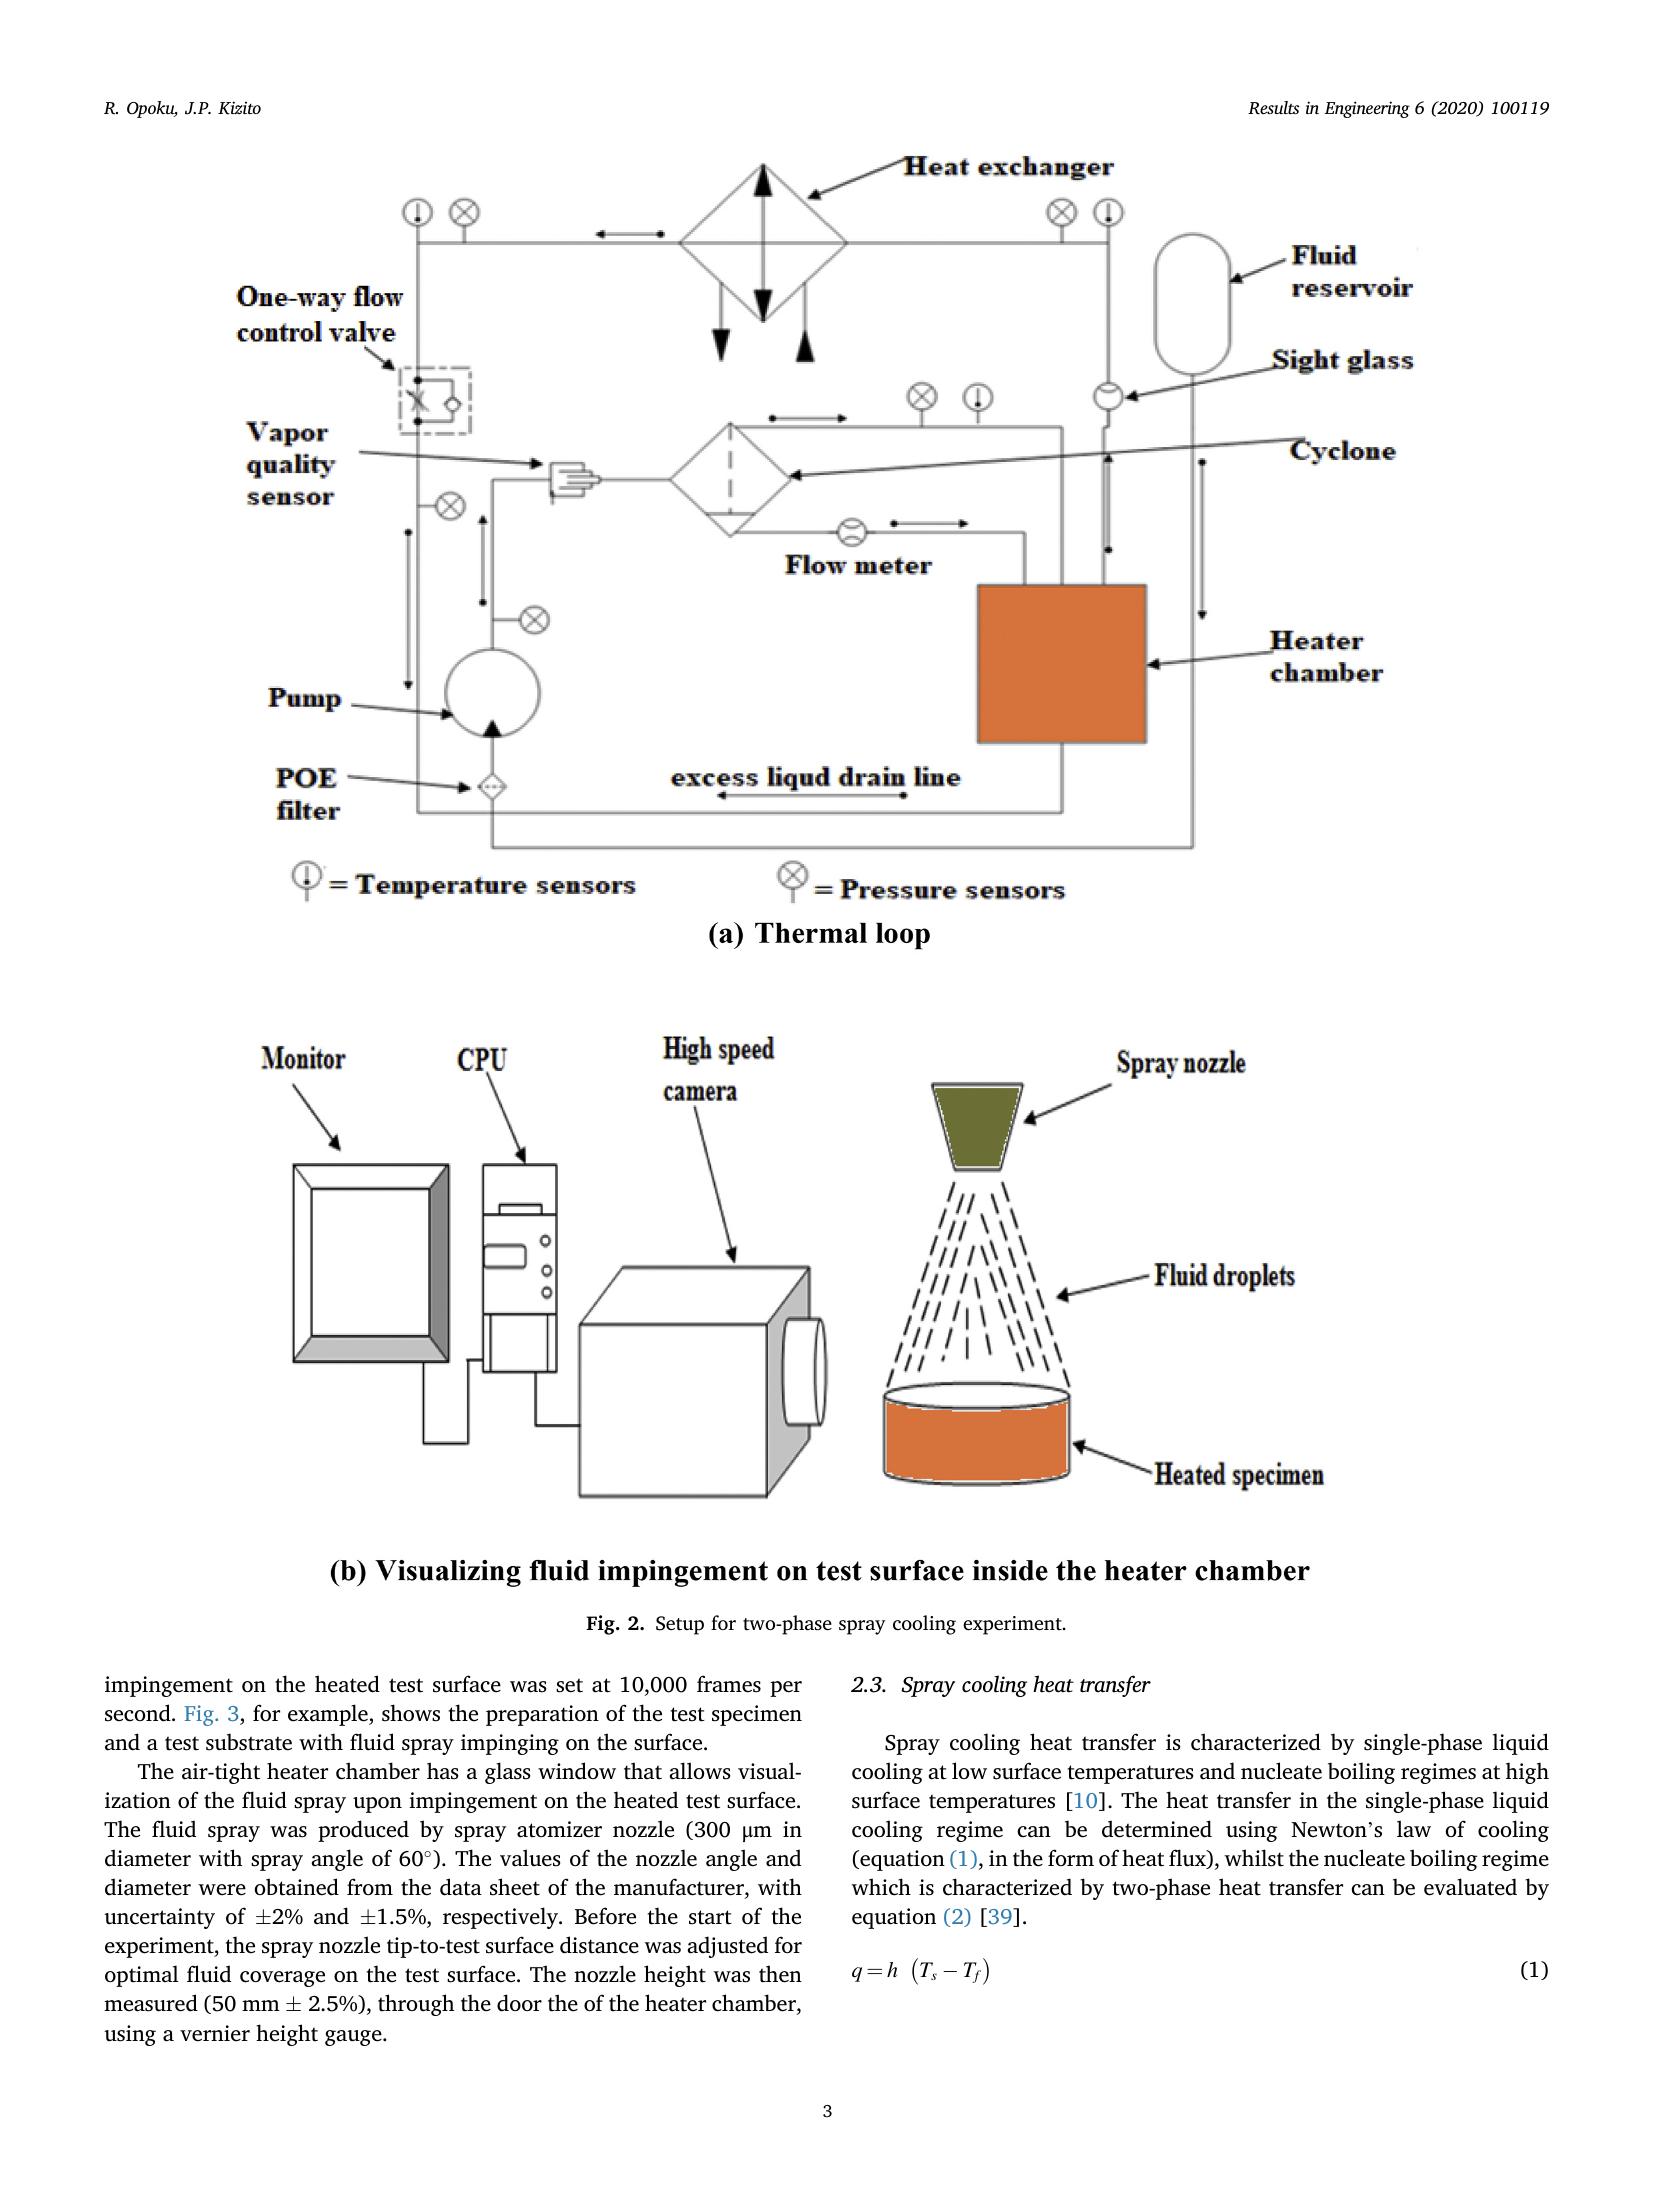 R. Opoku, J.P. Kizito
Results in Engineering 6 (2020) 100119
Heat exchanger
Fluid
reservoir
One-way flow
control valve
Sight glass
Vapor
quality
sensor
Cyclone
Flow meter
Heater
chamber
Pump
POE
filter
excess liqud drain line
= Temperature sensors
= Pressure sensors
(a) Thermal loop
Monitor
CPU
High speed
camera
Spray nozzle
Fluid droplets
Heated specimen
(b) Visualizing fluid impingement on test surface inside the heater chamber
Fig. 2. Setup for two-phase spray cooling experiment.
impingement on the heated test surface was set at 10,000 frames per
second. Fig. 3, for example, shows the preparation of the test specimen
and a test substrate with fluid spray impinging on the surface.
The air-tight heater chamber has a glass window that allows visual-
ization of the fluid spray upon impingement on the heated test surface.
The fluid spray was produced by spray atomizer nozzle (300 μm in
diameter with spray angle of 60°). The values of the nozzle angle and
diameter were obtained from the data sheet of the manufacturer, with
uncertainty of ±2% and ±1.5%, respectively. Before the start of the
experiment, the spray nozzle tip-to-test surface distance was adjusted for
optimal fluid coverage on the test surface. The nozzle height was then
measured (50 mm ± 2.5%), through the door the of the heater chamber,
using a vernier height gauge.
2.3. Spray cooling heat transfer
Spray cooling heat transfer is characterized by single-phase liquid
cooling at low surface temperatures and nucleate boiling regimes at high
surface temperatures [10]. The heat transfer in the single-phase liquid
cooling regime can be determined using Newton's law of cooling
(equation (1), in the form of heat flux), whilst the nucleate boiling regime
which is characterized by two-phase heat transfer can be evaluated by
equation (2) [39].
q = h (Ts − Tf) (1)
3